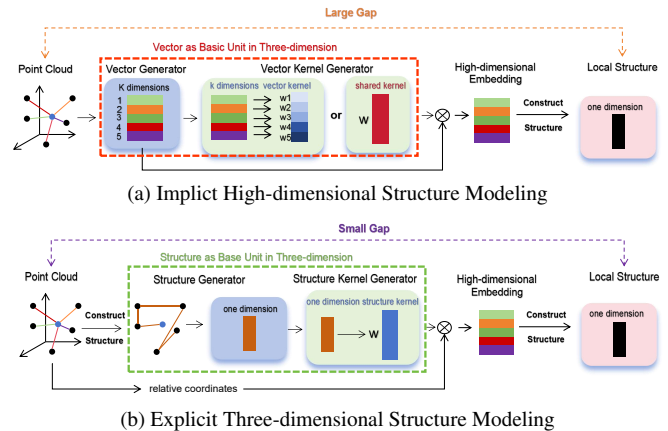 Large Gap
Vector as Basic Unit in Three-dimension
Point Cloud
Vector Generator
Vector Kernel Generator
High-dimensional
Embedding
Local Structure
K dimensions
k dimensions vector kernel
shared kernel
one dimension
1
2
3
4
5
w1
w2
w3
w4
w5
or
W
Construct
Structure
(a) Implict High-dimensional Structure Modeling
Small Gap
Structure as Base Unit in Three-dimension
Point Cloud
Structure Generator
Structure Kernel Generator
High-dimensional
Embedding
Local Structure
Construct
Structure
one dimension
one dimension structure kernel
W
Construct
Structure
one dimension
relative coordinates
(b) Explicit Three-dimensional Structure Modeling